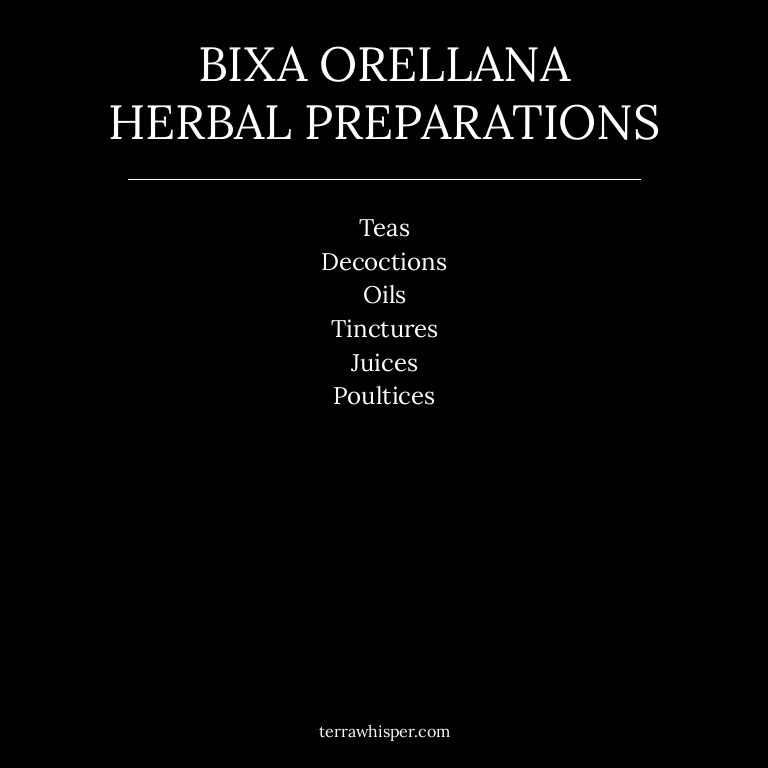 BIXA ORELLANA
HERBAL PREPARATIONS
Teas
Decoctions
Oils
Tinctures
Juices
Poultices
terrawhisper.com